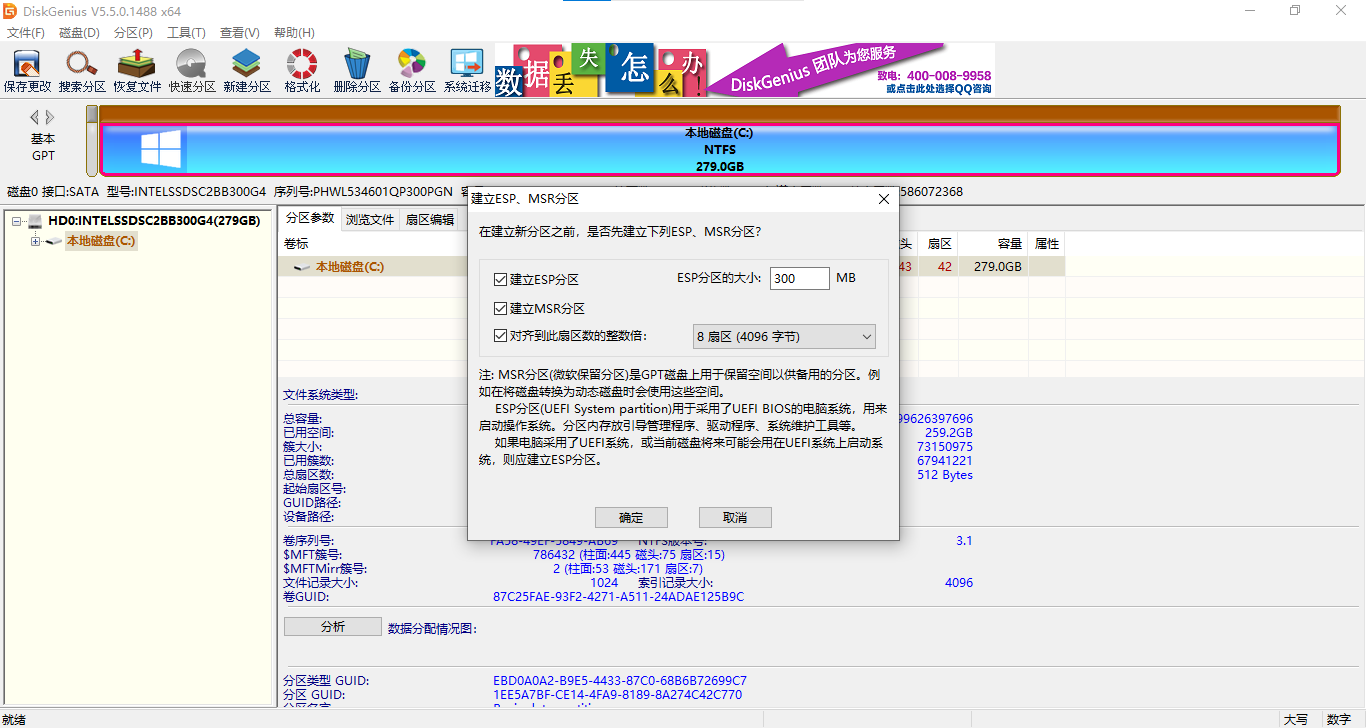 DiskGenius V5.5.0.1488 x64
文件(F) 磁盘(D) 分区(P) 工具(T) 查看(V) 帮助(H)
保存更改 搜索分区 恢复文件 快速分区 新建分区 格式化 删除分区 备份分区 系统迁移
数据丢失怎么办!
DiskGenius 团队为您服务
致电: 400-008-9958
或点击此处选择QQ咨询
基本
GPT
本地磁盘(C:)
NTFS
279.0GB
磁盘0 接口:SATA 型号:INTELSSDSC2BB300G4 序列号:PHWL534601QP300PGN
586072368
HD0:INTELSSDSC2BB300G4(279GB)
本地磁盘(C:)
分区参数 浏览文件 扇区编辑
卷标 头 扇区 容量 属性
本地磁盘(C:) 43 42 279.0GB
建立ESP、MSR分区
在建立新分区之前，是否先建立下列ESP、MSR分区?
建立ESP分区 ESP分区的大小: 300 MB
建立MSR分区
对齐到此扇区数的整数倍: 8 扇区 (4096 字节)
注: MSR分区(微软保留分区)是GPT磁盘上用于保留空间以供备用的分区。例
如在将磁盘转换为动态磁盘时会使用这些空间。
ESP分区(UEFI System partition)用于采用了UEFI BIOS的电脑系统，用来
启动操作系统。分区内存放引导管理程序、驱动程序、系统维护工具等。
如果电脑采用了UEFI系统，或当前磁盘将来可能会用在UEFI系统上启动系
统，则应建立ESP分区。
确定 取消
文件系统类型:
总容量: 99626397696
已用空间: 259.2GB
簇大小: 73150975
已用簇数: 67941221
总扇区数: 512 Bytes
起始扇区号:
GUID路径:
设备路径:
卷序列号: FA58-49EF-5849-AB69 NTFS版本号: 3.1
$MFT簇号: 786432 (柱面:445 磁头:75 扇区:15)
$MFTMirr簇号: 2 (柱面:53 磁头:171 扇区:7)
文件记录大小: 1024 索引记录大小: 4096
卷GUID: 87C25FAE-93F2-4271-A511-24ADAE125B9C
分析 数据分配情况图:
分区类型 GUID: EBD0A0A2-B9E5-4433-87C0-68B6B72699C7
分区 GUID: 1EE5A7BF-CE14-4FA9-8189-8A274C42C770
就绪 大写 数字